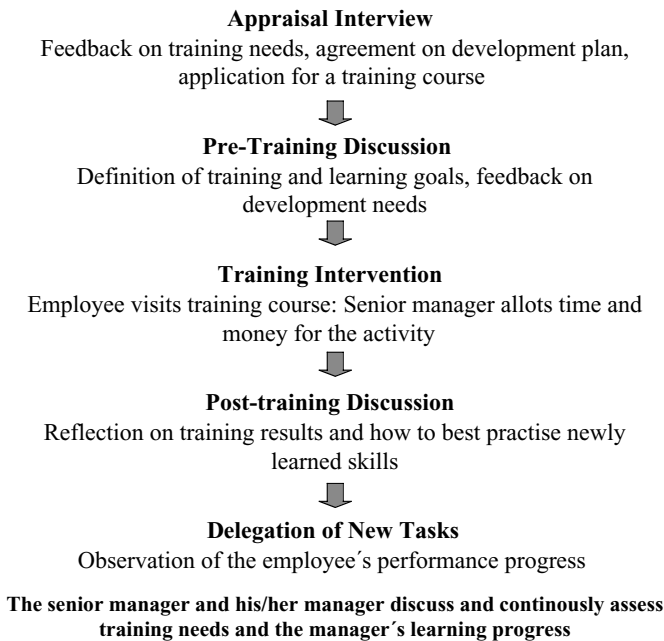 Appraisal Interview
Feedback on training needs, agreement on development plan,
application for a training course
Pre-Training Discussion
Definition of training and learning goals, feedback on
development needs
Training Intervention
Employee visits training course: Senior manager allots time and
money for the activity
Post-training Discussion
Reflection on training results and how to best practise newly
learned skills
Delegation of New Tasks
Observation of the employee´s performance progress
The senior manager and his/her manager discuss and continously assess
training needs and the manager´s learning progress